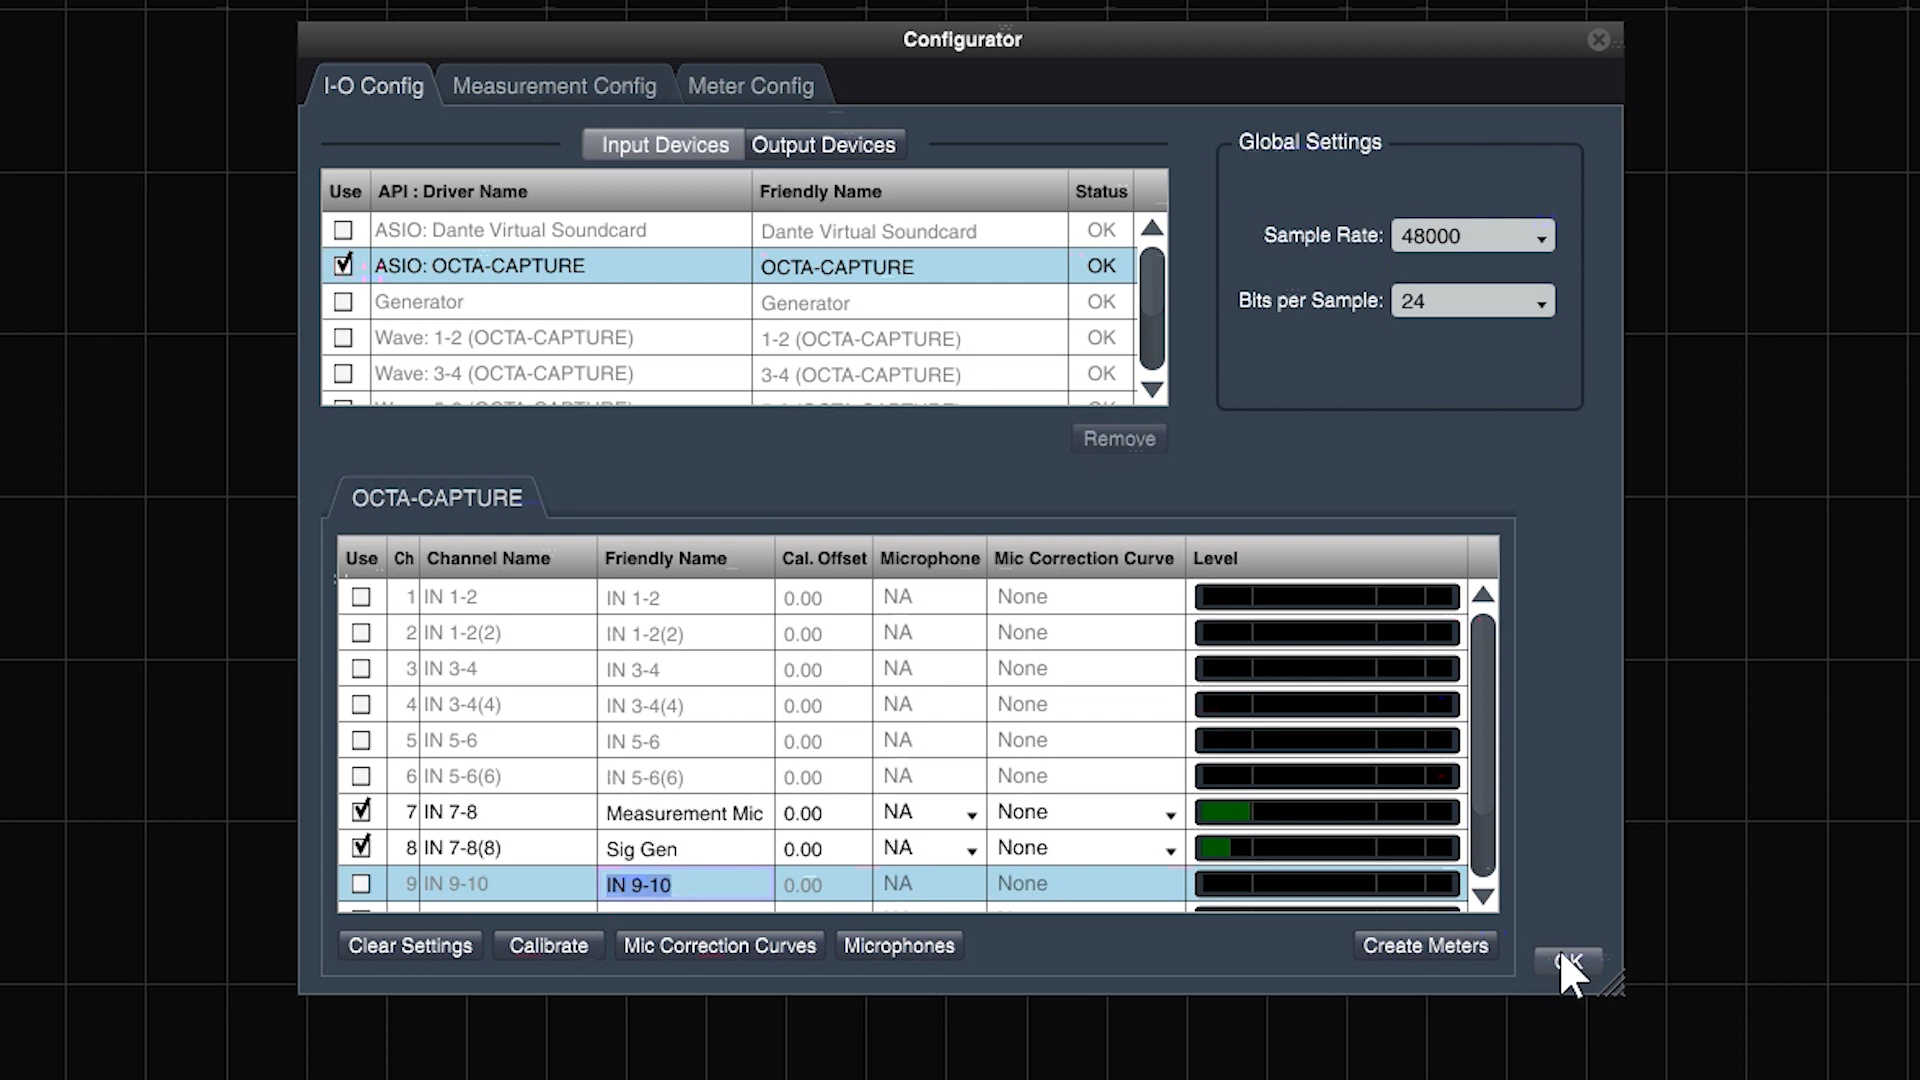 Configurator
I-O Config Measurement Config Meter Config
Input Devices Output Devices
Global Settings
Use API : Driver Name Friendly Name Status
ASIO: Dante Virtual Soundcard Dante Virtual Soundcard OK
Sample Rate: 48000
ASIO: OCTA-CAPTURE OCTA-CAPTURE OK
Generator Generator OK
Bits per Sample: 24
Wave: 1-2 (OCTA-CAPTURE) 1-2 (OCTA-CAPTURE) OK
Wave: 3-4 (OCTA-CAPTURE) 3-4 (OCTA-CAPTURE) OK
Remove
OCTA-CAPTURE
Use Ch Channel Name Friendly Name Cal. Offset Microphone Mic Correction Curve Level
1 IN 1-2 IN 1-2 0.00 NA None
2 IN 1-2(2) IN 1-2(2) 0.00 NA None
3 IN 3-4 IN 3-4 0.00 NA None
4 IN 3-4(4) IN 3-4(4) 0.00 NA None
5 IN 5-6 IN 5-6 0.00 NA None
6 IN 5-6(6) IN 5-6(6) 0.00 NA None
7 IN 7-8 Measurement Mic 0.00 NA None
8 IN 7-8(8) Sig Gen 0.00 NA None
9 IN 9-10 IN 9-10 0.00 NA None
Clear Settings Calibrate Mic Correction Curves Microphones Create Meters
OK